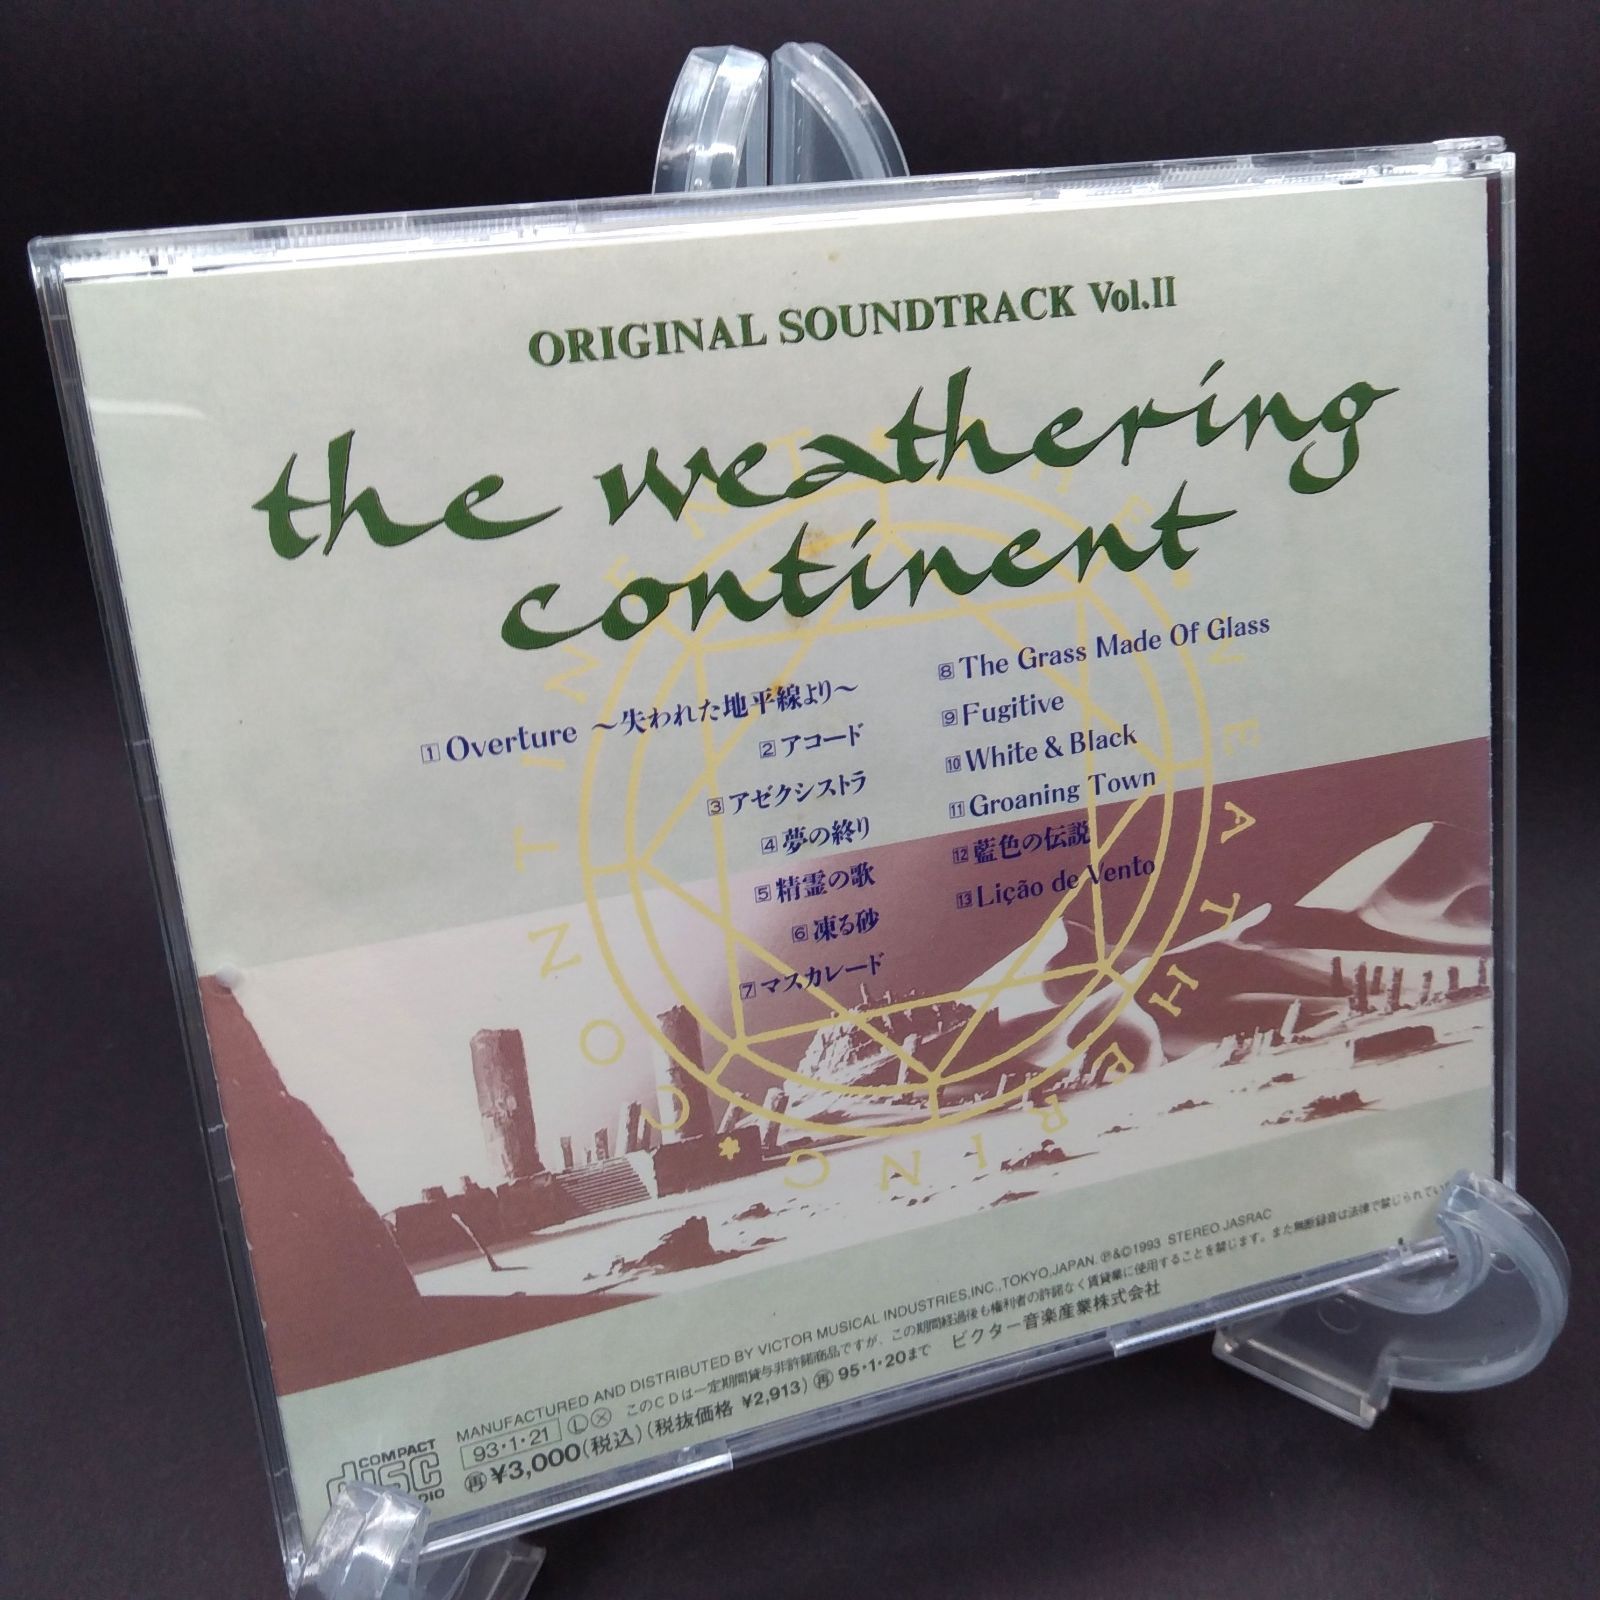 ORIGINAL SOUNDTRACK Vol.II
the weathering
continent
1 Overture ～失われた地平線より～
2 アコード
3 アゼクシストラ
4 夢の終り
5 精霊の歌
6 凍る砂
7 マスカレード
8 The Grass Made Of Glass
9 Fugitive
10 White & Black
11 Groaning Town
12 藍色の伝説
13 Lição de Vento
THE WEATHERING CONTINENT
MANUFACTURED AND DISTRIBUTED BY VICTOR MUSICAL INDUSTRIES, INC., TOKYO, JAPAN. ℗&©1993 STEREO JASRAC
93・1・21 Ⓛ Ⓧ このCDは一定期間貸与非許諾商品ですが、この期間経過後も権利者の許諾なく賃貸業に使用することを禁じます。また無断録音は法律で禁じられてい
再 ¥3,000(税込)(税抜価格 ¥2,913) 再 95・1・20まで ビクター音楽産業株式会社
COMPACT
disc